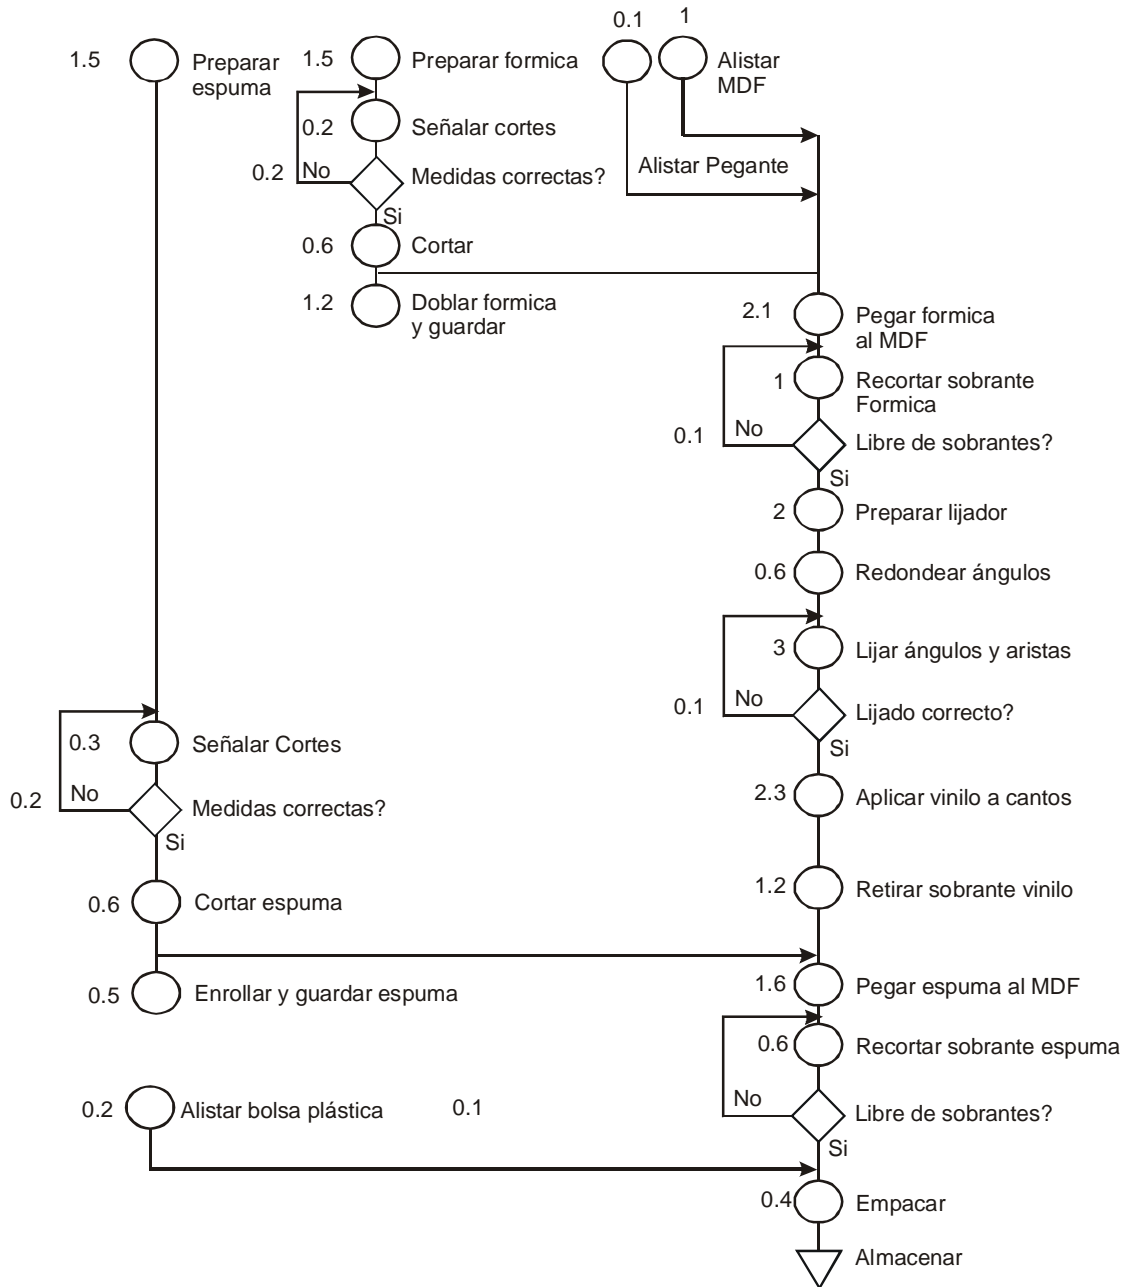 0.1
1
1.5
Preparar
espuma
1.5
Preparar formica
Alistar
MDF
0.2
Señalar cortes
0.2
No
Medidas correctas?
Alistar Pegante
Si
0.6
Cortar
1.2
Doblar formica
y guardar
2.1
Pegar formica
al MDF
1
Recortar sobrante
Formica
0.1
No
Libre de sobrantes?
Si
2
Preparar lijador
0.6
Redondear ángulos
3
Lijar ángulos y aristas
0.1
No
Lijado correcto?
Si
0.3
Señalar Cortes
0.2
No
Medidas correctas?
Si
2.3
Aplicar vinilo a cantos
0.6
Cortar espuma
1.2
Retirar sobrante vinilo
0.5
Enrollar y guardar espuma
1.6
Pegar espuma al MDF
0.6
Recortar sobrante espuma
0.2
Alistar bolsa plástica
0.1
No
Libre de sobrantes?
Si
0.4
Empacar
Almacenar